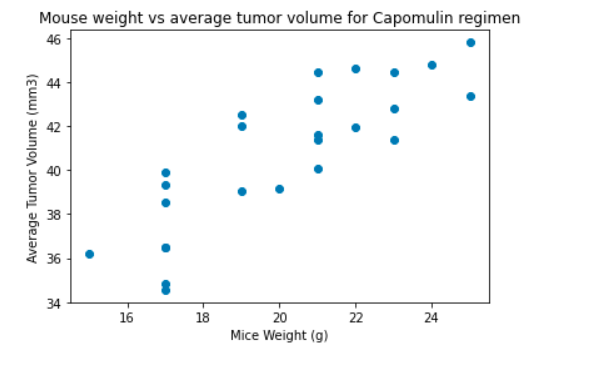 Mouse weight vs average tumor volume for Capomulin regimen
46
44
42
40
38
36
34
Average Tumor Volume (mm3)
16 18 20 22 24
Mice Weight (g)